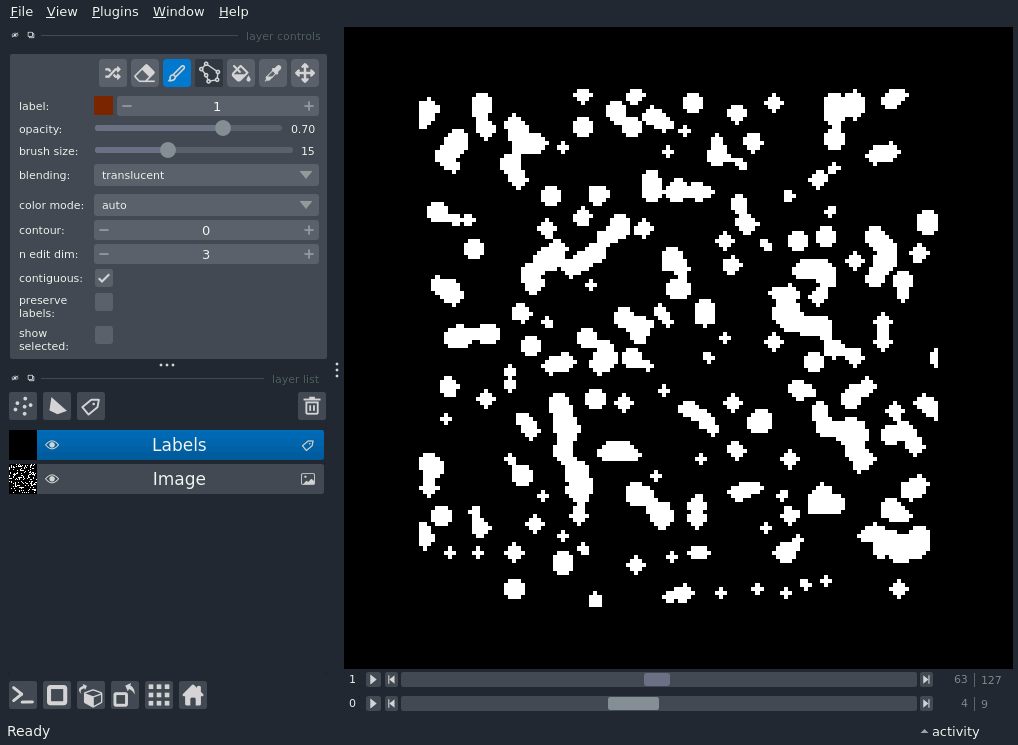 File View Plugins Window Help
layer controls
label: 1
opacity: 0.70
brush size: 15
blending: translucent
color mode: auto
contour: 0
n edit dim: 3
contiguous:
preserve
labels:
show
selected:
layer list
Labels
Image
1 63 127
0 4 9
Ready activity